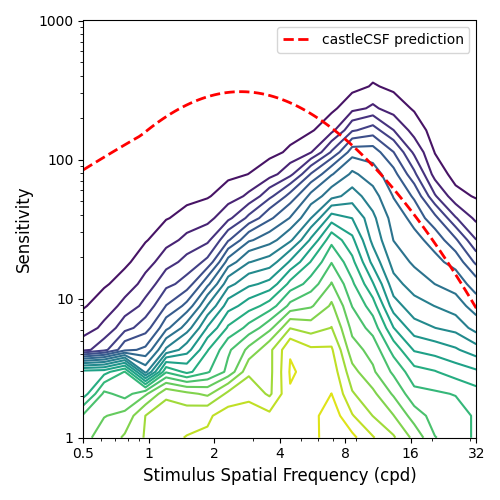 1000
castleCSF prediction
100
Sensitivity
10
1
0.5 1 2 4 8 16 32
Stimulus Spatial Frequency (cpd)